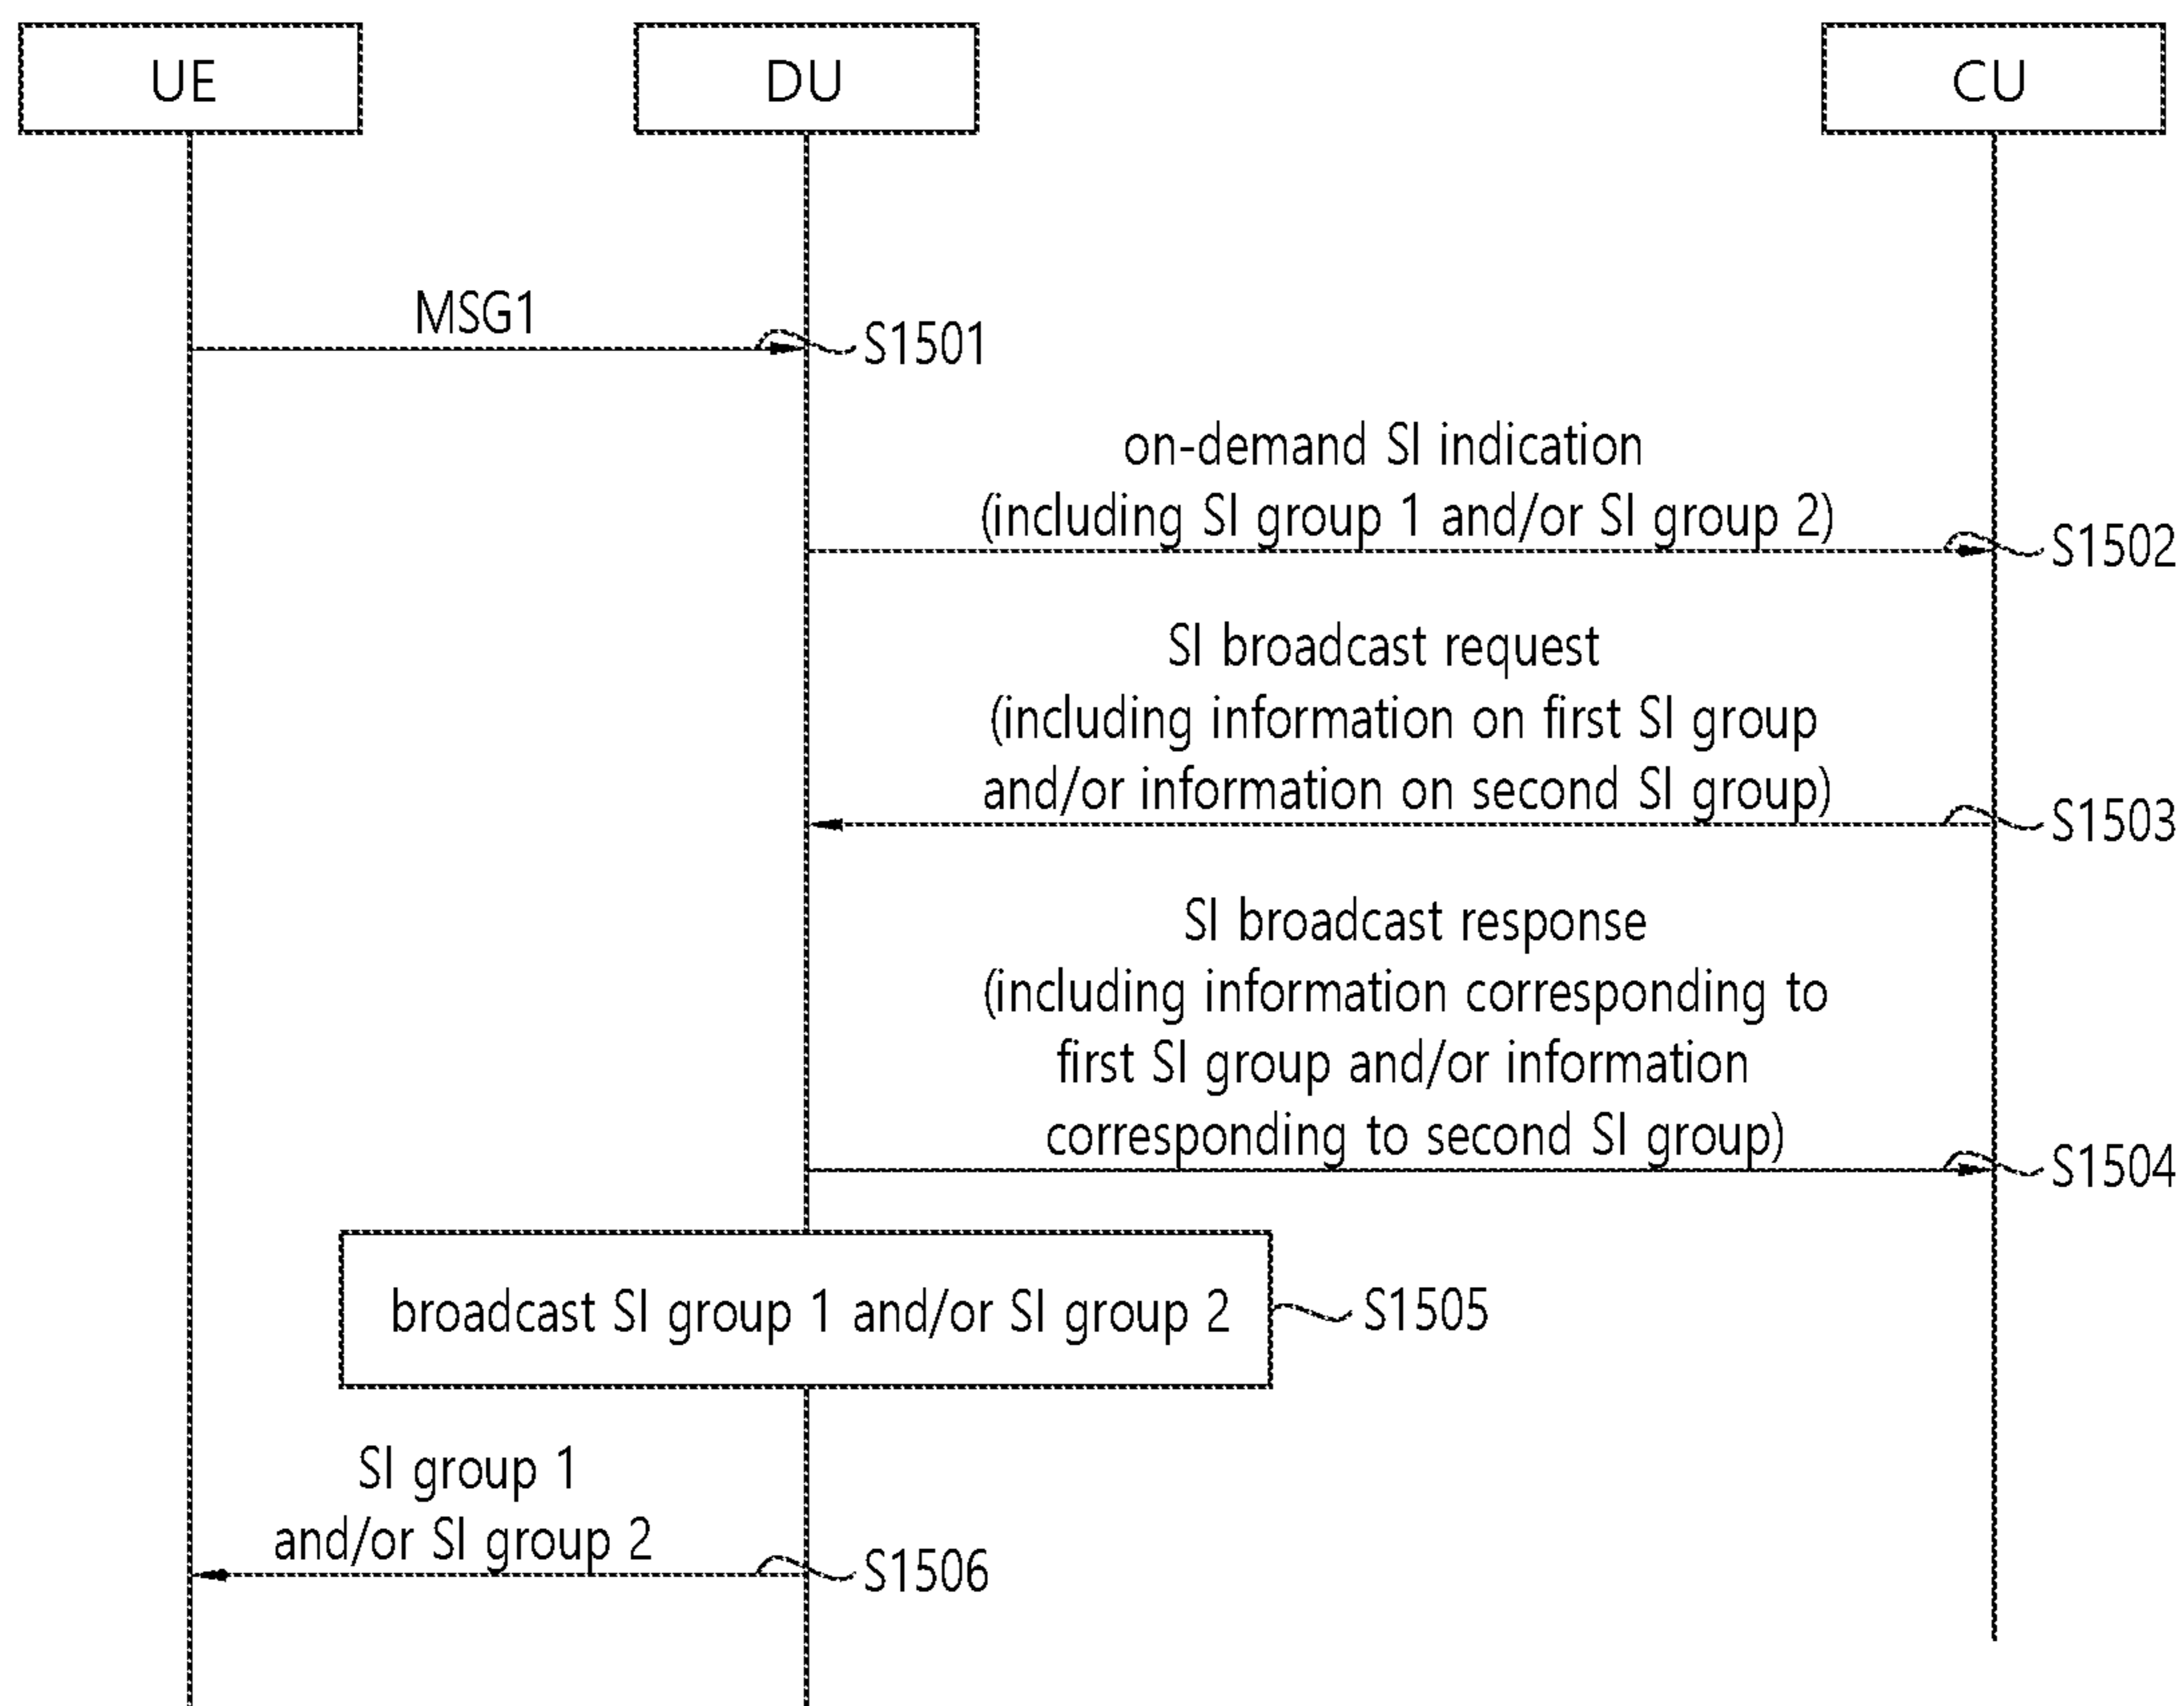 UE
DU
CU
MSG1
S1501
on-demand SI indication
(including SI group 1 and/or SI group 2)
S1502
SI broadcast request
(including information on first SI group
and/or information on second SI group)
S1503
SI broadcast response
(including information corresponding to
first SI group and/or information
corresponding to second SI group)
S1504
broadcast SI group 1 and/or SI group 2
S1505
SI group 1
and/or SI group 2
S1506